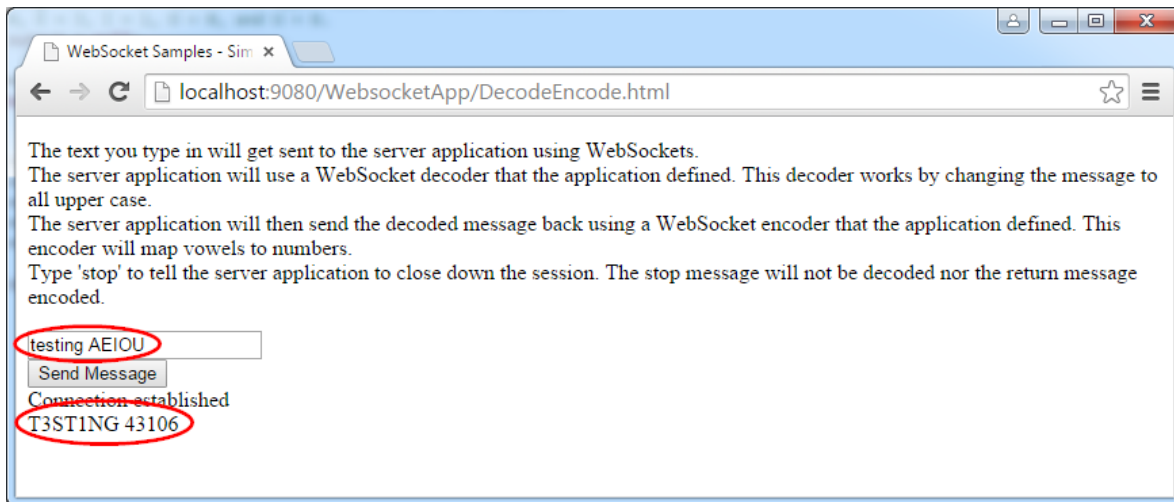 WebSocket Samples - Sim
localhost:9080/WebsocketApp/DecodeEncode.html
The text you type in will get sent to the server application using WebSockets.
The server application will use a WebSocket decoder that the application defined. This decoder works by changing the message to
all upper case.
The server application will then send the decoded message back using a WebSocket encoder that the application defined. This
encoder will map vowels to numbers.
Type 'stop' to tell the server application to close down the session. The stop message will not be decoded nor the return message
encoded.
testing AEIOU
Send Message
Connection established
T3ST1NG 43106